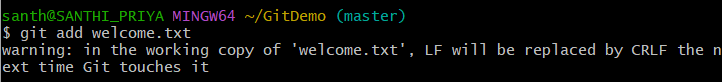 santh@SANTHI_PRIYA MINGW64 ~/GitDemo (master)
$ git add welcome.txt
warning: in the working copy of 'welcome.txt', LF will be replaced by CRLF the n
ext time Git touches it